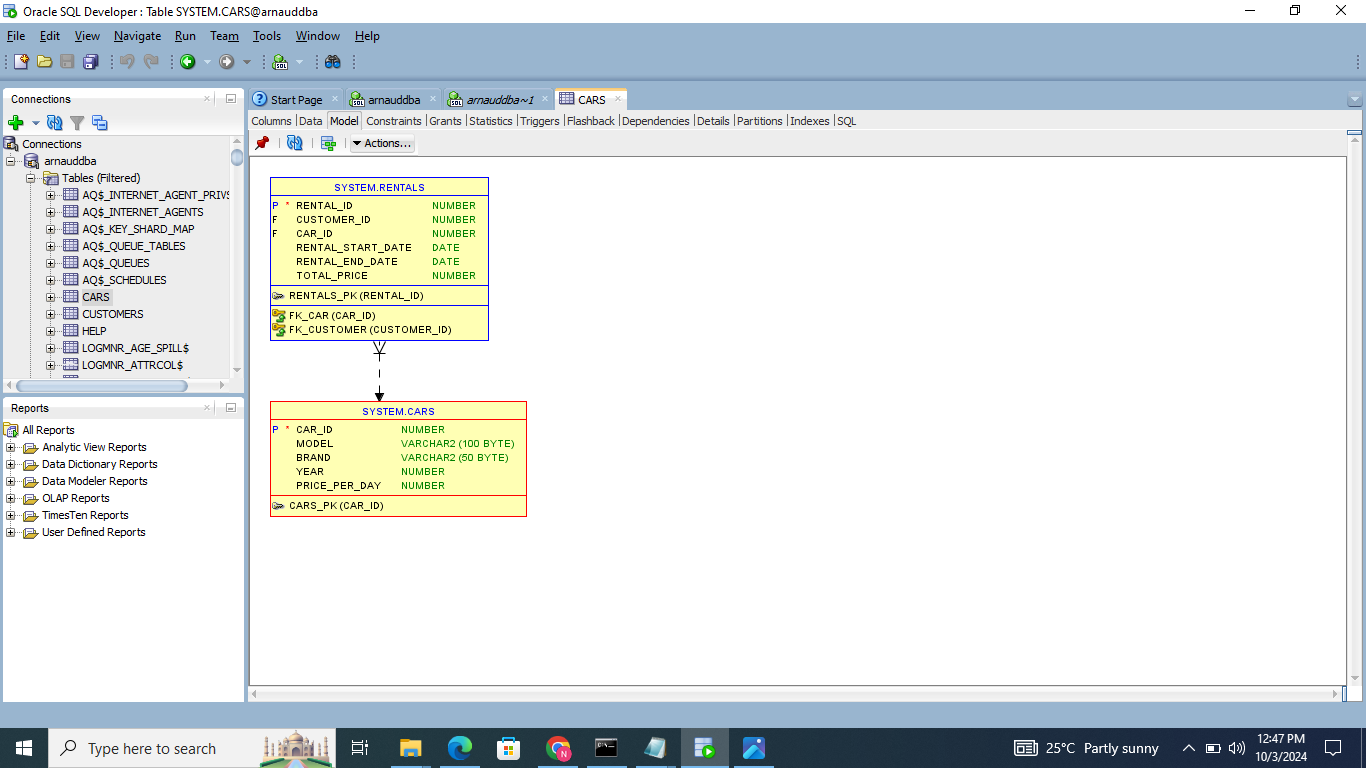 Oracle SQL Developer : Table SYSTEM.CARS@arnauddba
File Edit View Navigate Run Team Tools Window Help
Connections
Connections
arnauddba
Tables (Filtered)
AQ$_INTERNET_AGENT_PRIVS
AQ$_INTERNET_AGENTS
AQ$_KEY_SHARD_MAP
AQ$_QUEUE_TABLES
AQ$_QUEUES
AQ$_SCHEDULES
CARS
CUSTOMERS
HELP
LOGMNR_AGE_SPILL$
LOGMNR_ATTRCOL$
Reports
All Reports
Analytic View Reports
Data Dictionary Reports
Data Modeler Reports
OLAP Reports
TimesTen Reports
User Defined Reports
Start Page arnauddba arnauddba~1 CARS
Columns Data Model Constraints Grants Statistics Triggers Flashback Dependencies Details Partitions Indexes SQL
Actions...
SYSTEM.RENTALS
P * RENTAL_ID NUMBER
F CUSTOMER_ID NUMBER
F CAR_ID NUMBER
RENTAL_START_DATE DATE
RENTAL_END_DATE DATE
TOTAL_PRICE NUMBER
RENTALS_PK (RENTAL_ID)
FK_CAR (CAR_ID)
FK_CUSTOMER (CUSTOMER_ID)
SYSTEM.CARS
P * CAR_ID NUMBER
MODEL VARCHAR2 (100 BYTE)
BRAND VARCHAR2 (50 BYTE)
YEAR NUMBER
PRICE_PER_DAY NUMBER
CARS_PK (CAR_ID)
Type here to search
25°C Partly sunny
12:47 PM
10/3/2024